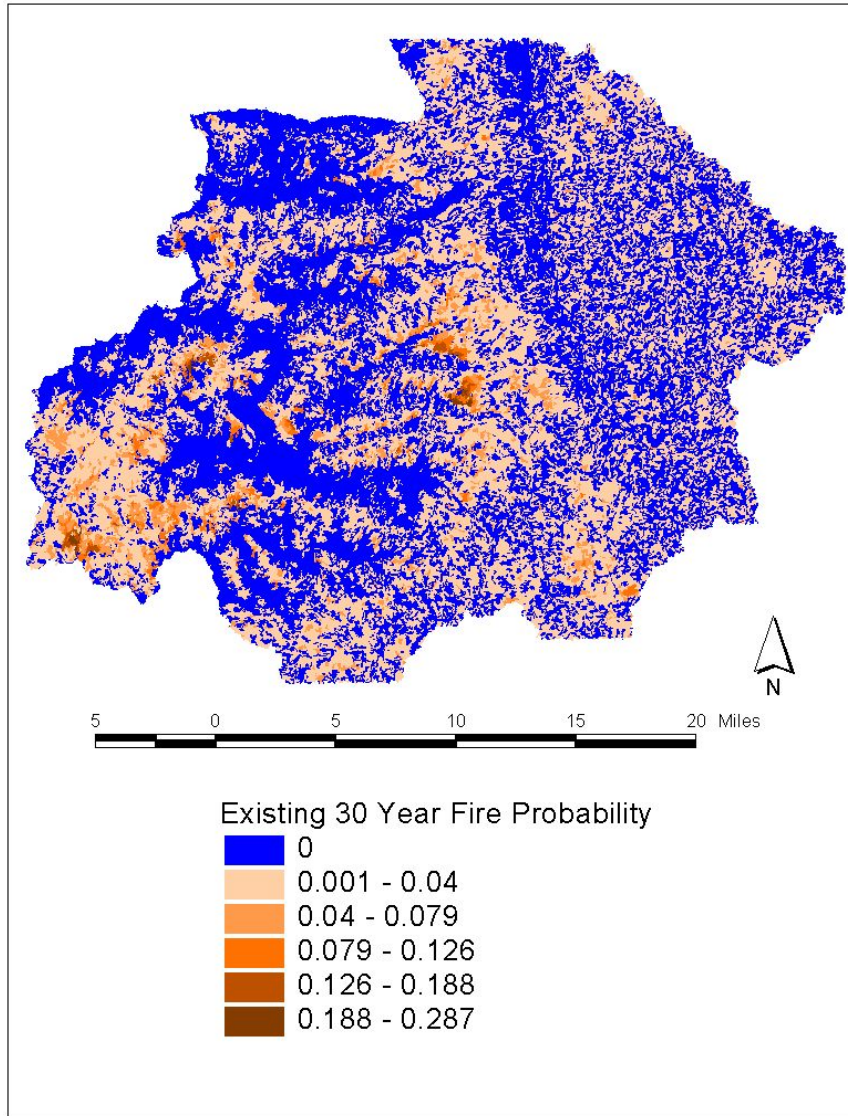 N
5 0 5 10 15 20 Miles
Existing 30 Year Fire Probability
0
0.001 - 0.04
0.04 - 0.079
0.079 - 0.126
0.126 - 0.188
0.188 - 0.287